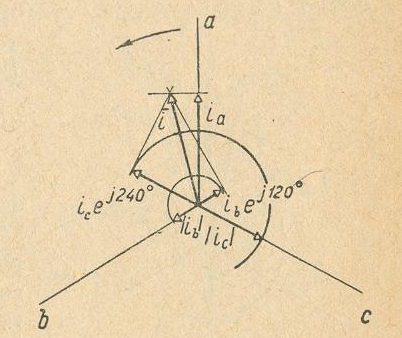 a
i̅
i_a
i_c e^{j240°}
i_b e^{j120°}
|i_b|
|i_c|
b
c